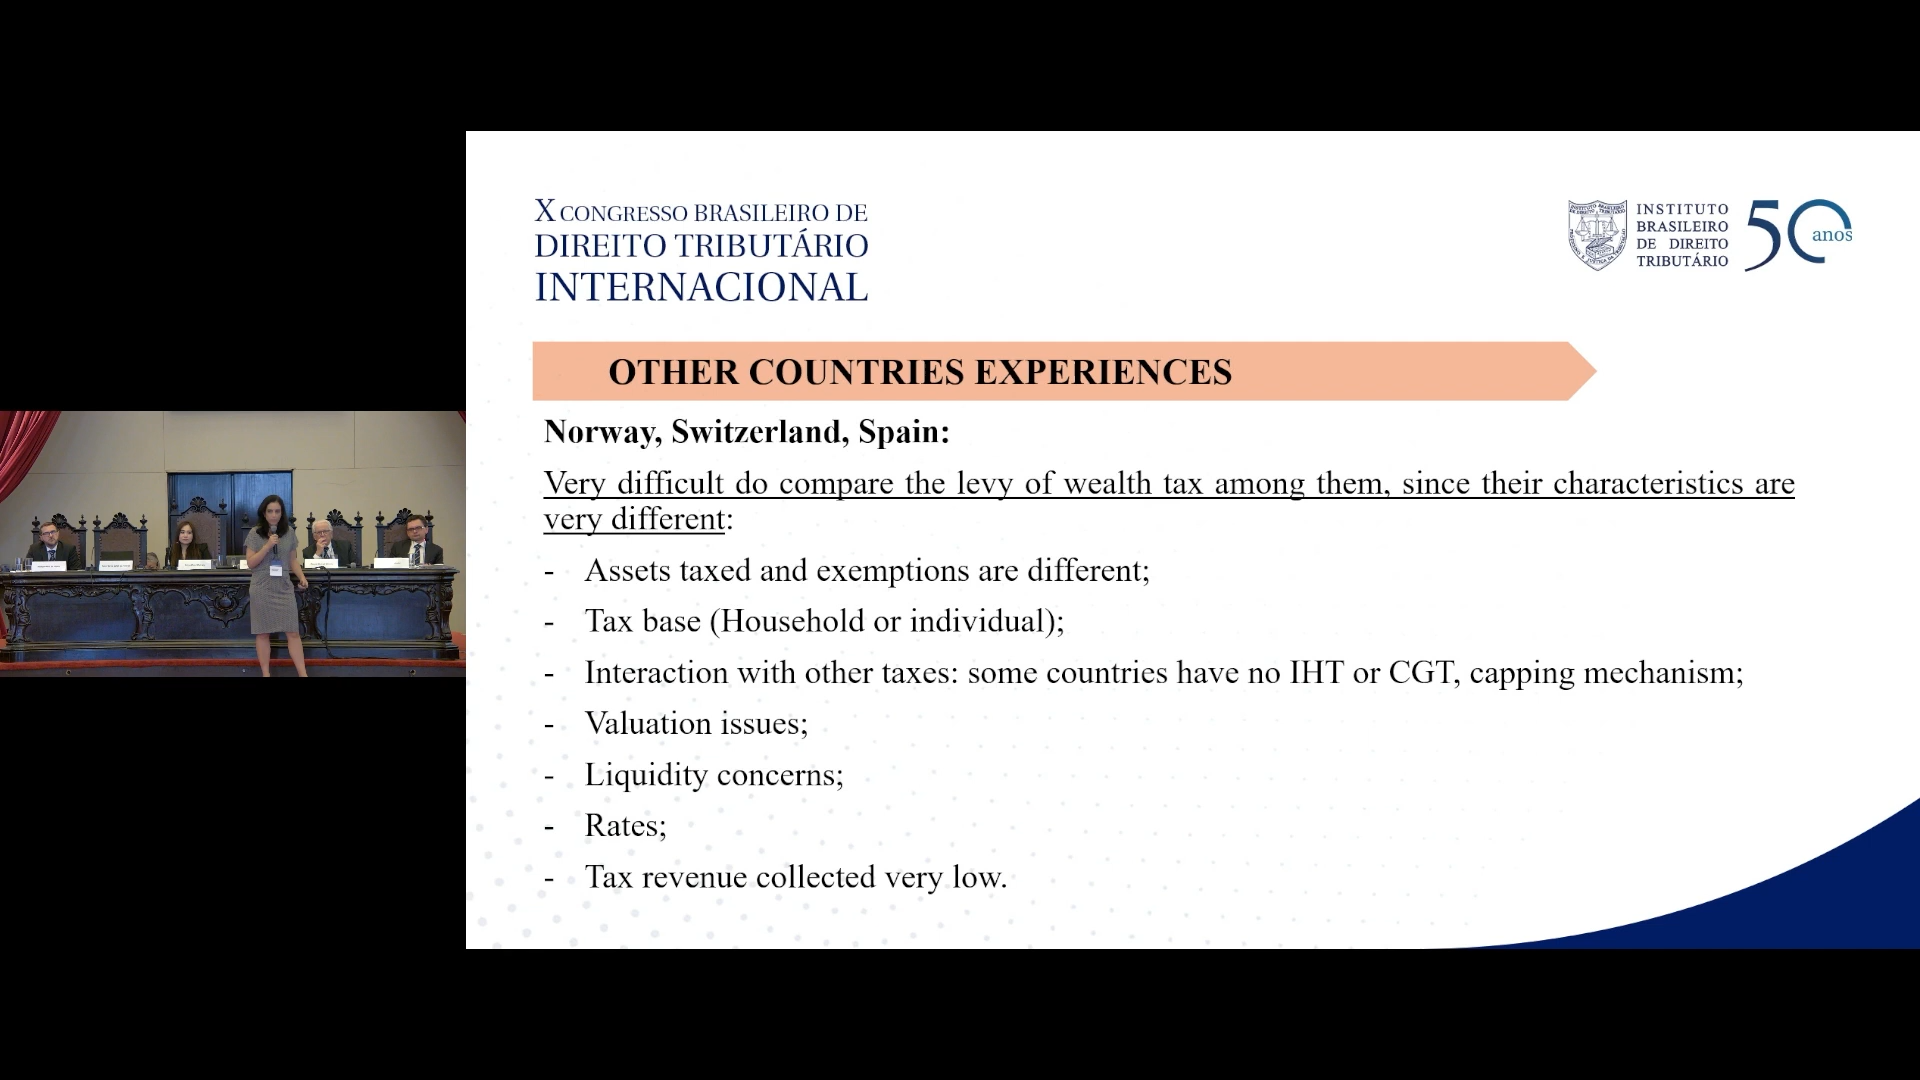 X CONGRESSO BRASILEIRO DE
DIREITO TRIBUTÁRIO
INTERNACIONAL
INSTITUTO
BRASILEIRO
DE DIREITO
TRIBUTÁRIO
50 anos
OTHER COUNTRIES EXPERIENCES
Norway, Switzerland, Spain:
Very difficult do compare the levy of wealth tax among them, since their characteristics are
very different:
- Assets taxed and exemptions are different;
- Tax base (Household or individual);
- Interaction with other taxes: some countries have no IHT or CGT, capping mechanism;
- Valuation issues;
- Liquidity concerns;
- Rates;
- Tax revenue collected very low.